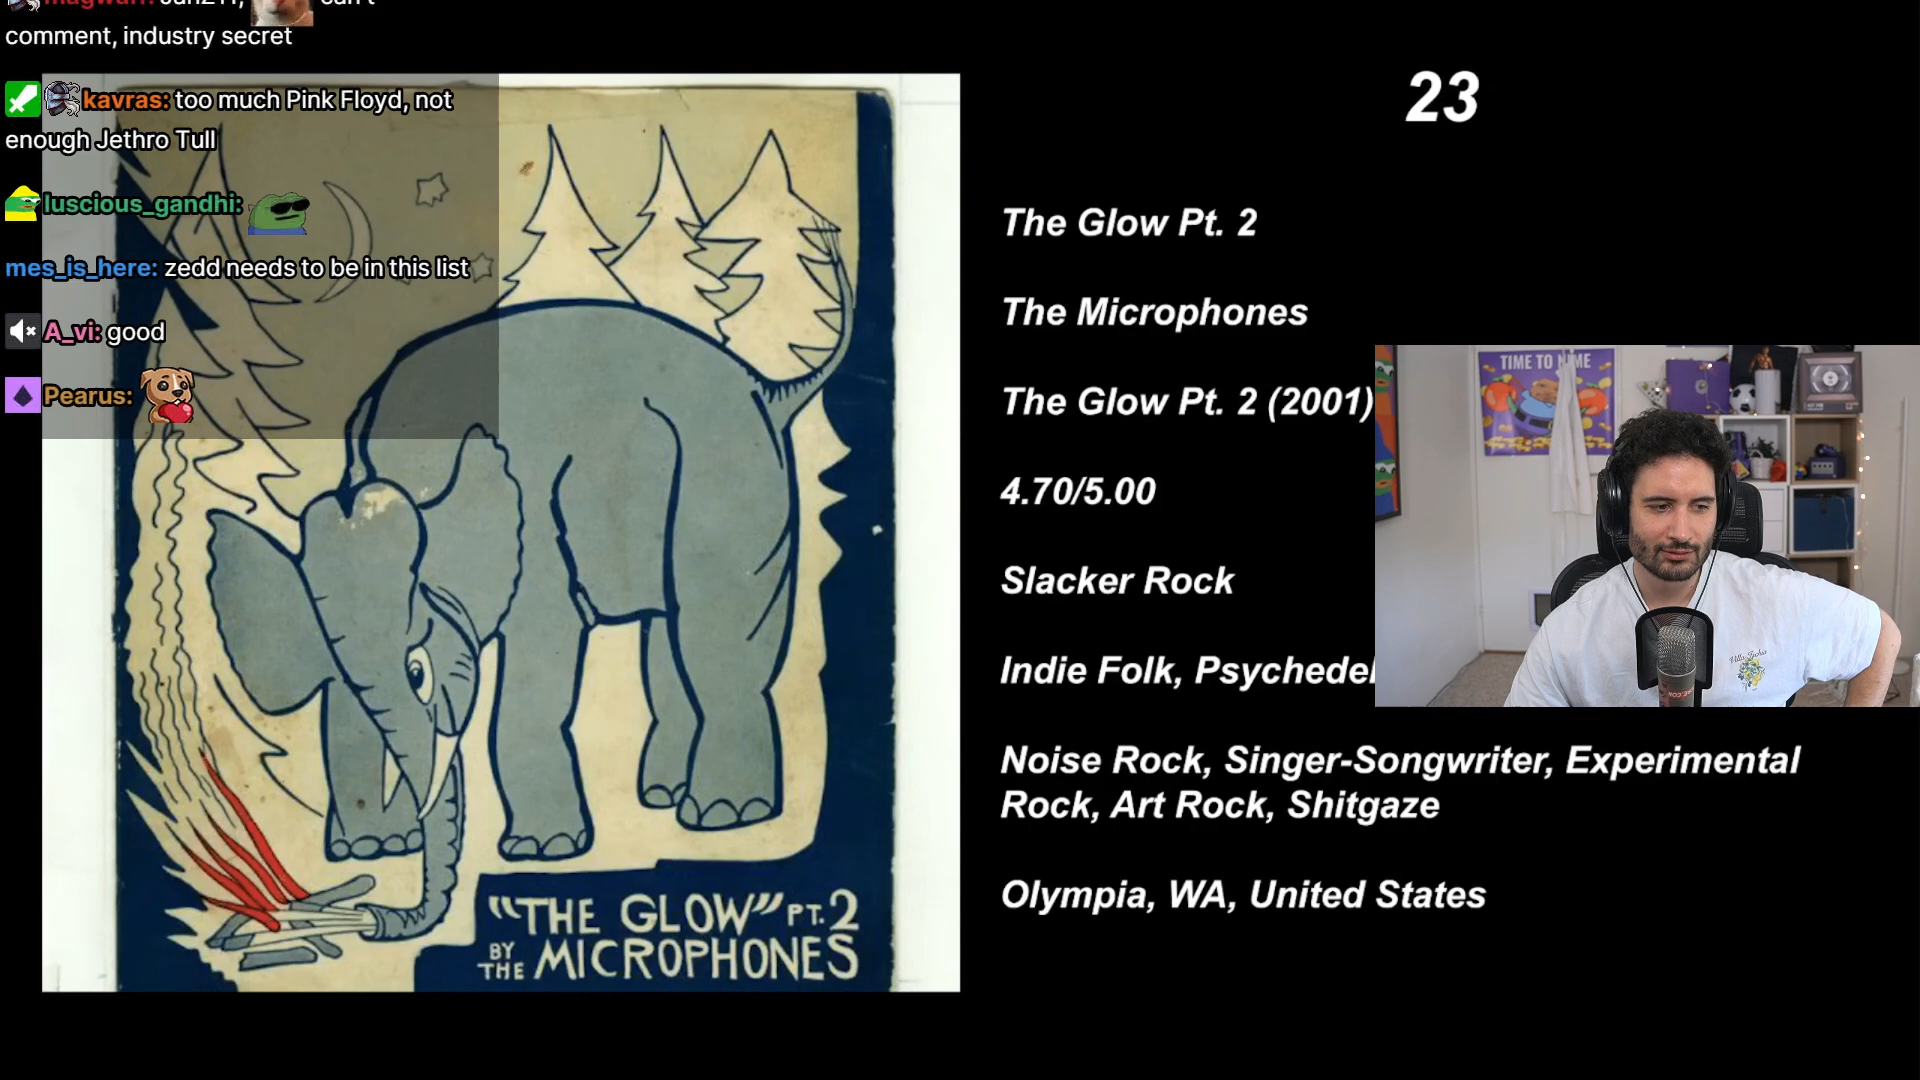 comment, industry secret
kavras: too much Pink Floyd, not
enough Jethro Tull
luscious_gandhi:
mes_is_here: zedd needs to be in this list
A_vi: good
Pearus:
"THE GLOW" PT. 2
BY THE MICROPHONES
23
The Glow Pt. 2
The Microphones
The Glow Pt. 2 (2001)
4.70/5.00
Slacker Rock
Indie Folk,
Noise Rock, Singer-Songwriter, Experimental
Rock, Art Rock, Shitgaze
Olympia, WA, United States
TIME TO